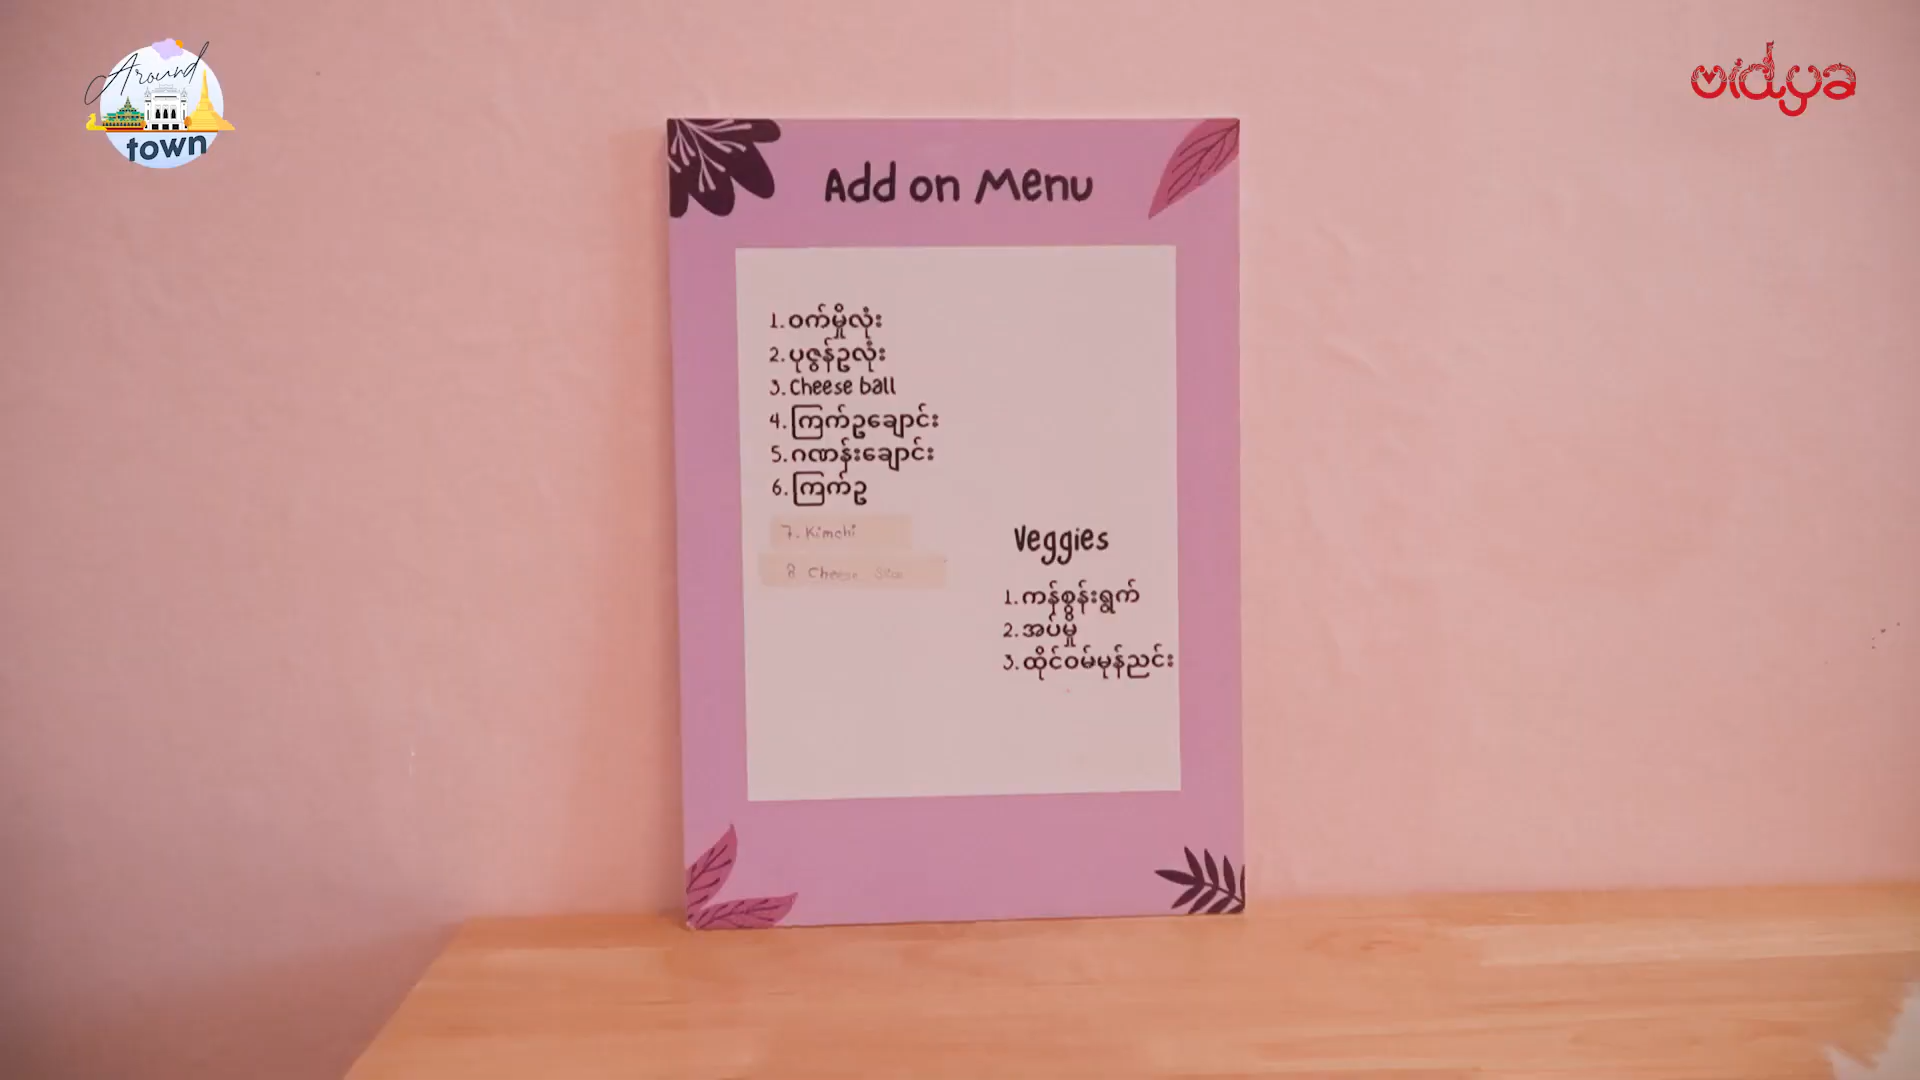 Around
town
vidya
Add on Menu
1. ဝက်မှိုလုံး
2. ပုဇွန်ဥလုံး
3. Cheese ball
4. ကြက်ဥချောင်း
5. ဂဏန်းချောင်း
6. ကြက်ဥ
7. Kimchi
8 Cheese
Veggies
1. ကန်စွန်းရွက်
2. အပ်မှို
3. ထိုင်ဝမ်မုန်ညင်း